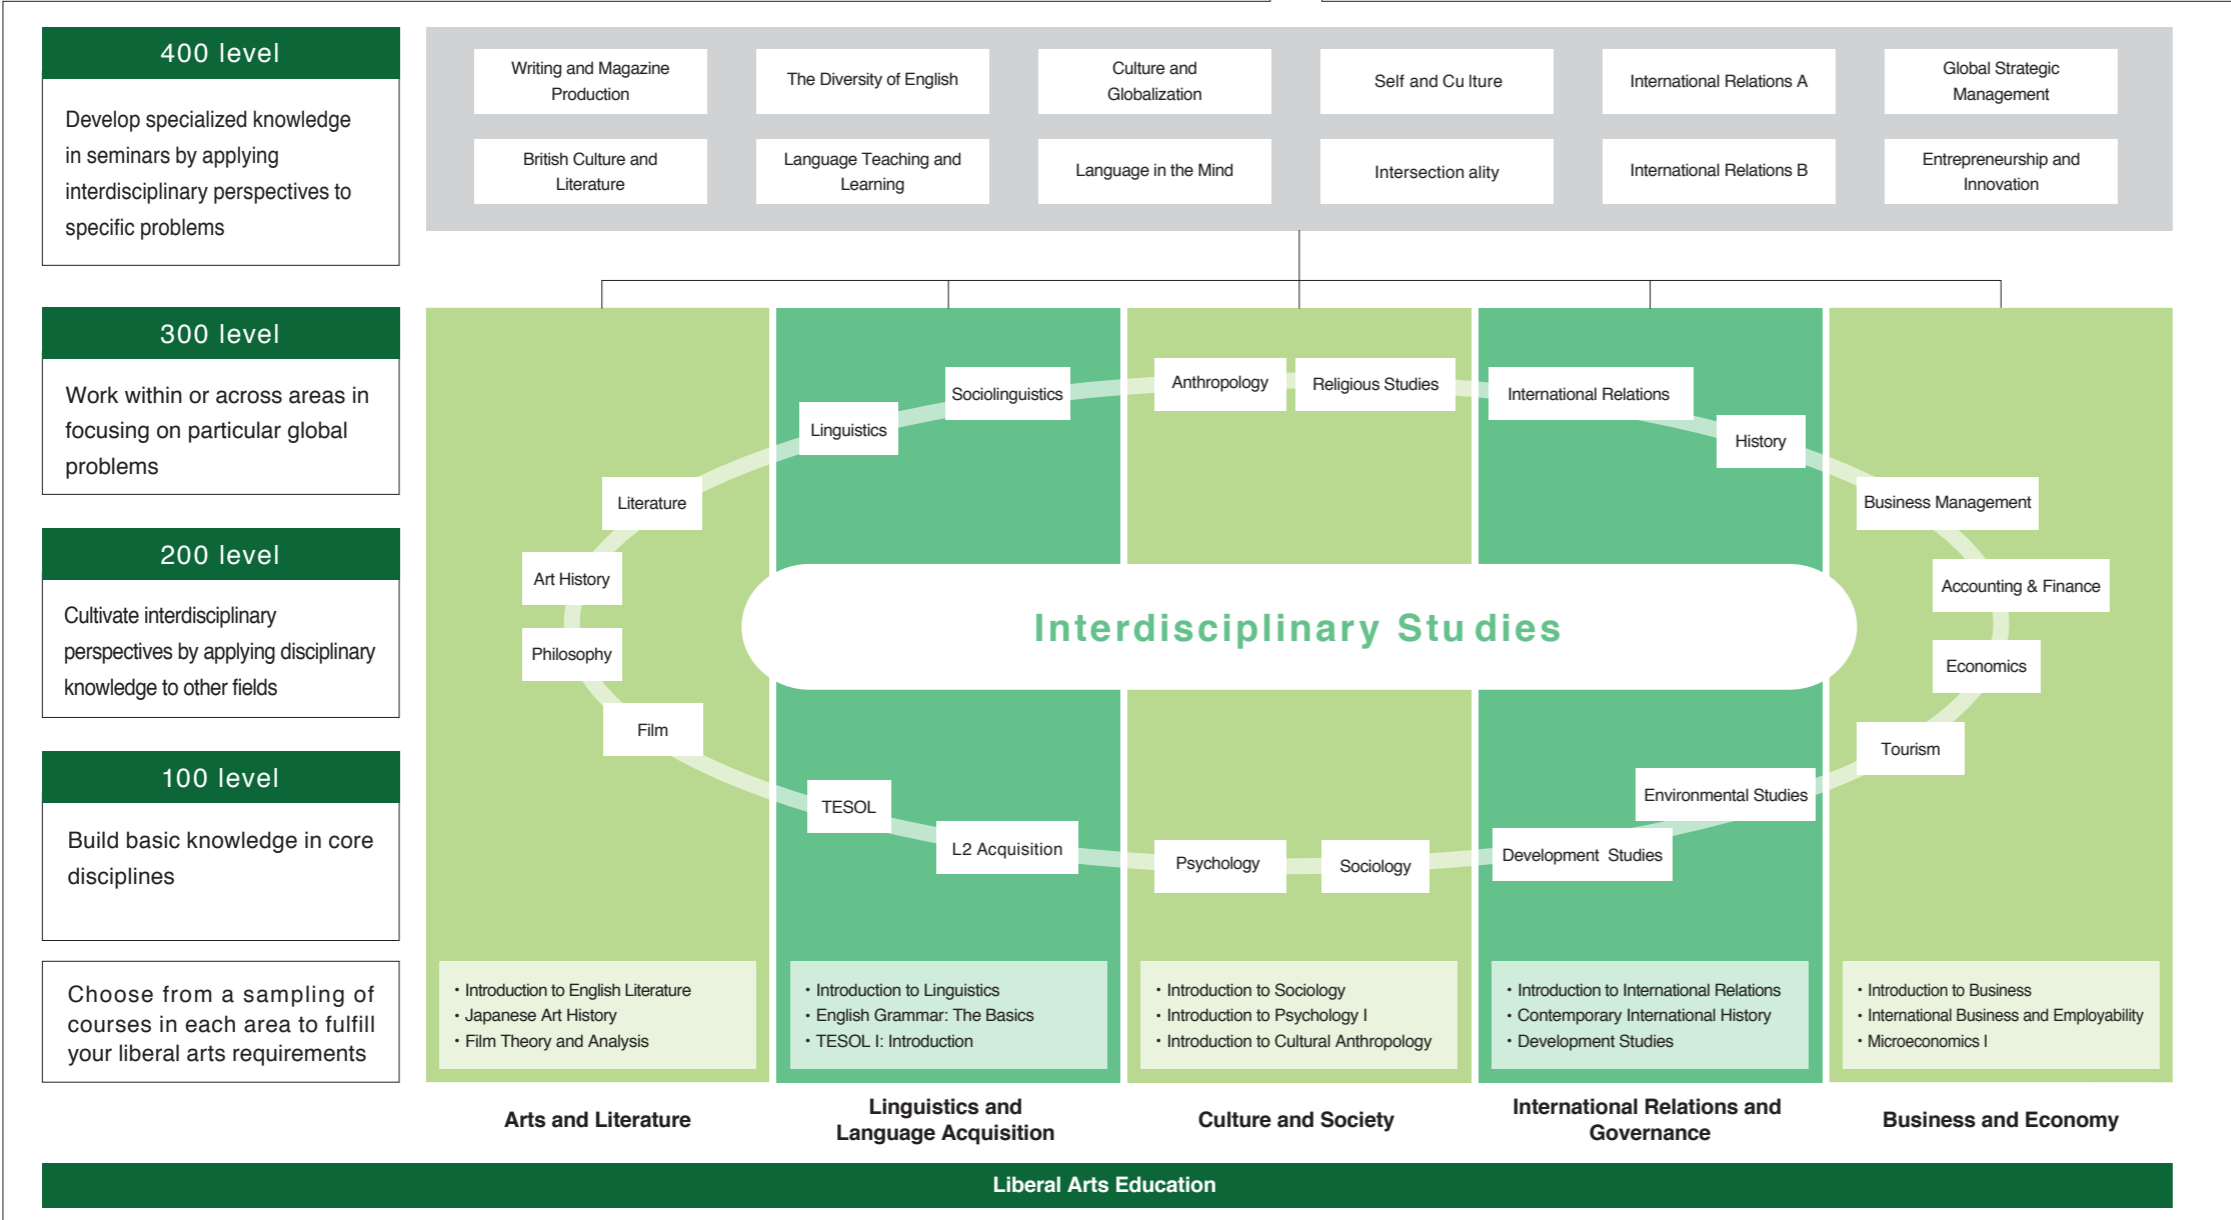 400 level
Develop specialized knowledge
in seminars by applying
interdisciplinary perspectives to
specific problems
Writing and Magazine
Production
The Diversity of English
Culture and
Globalization
Self and Cu lture
International Relations A
Global Strategic
Management
British Culture and
Literature
Language Teaching and
Learning
Language in the Mind
Intersection ality
International Relations B
Entrepreneurship and
Innovation
300 level
Work within or across areas in
focusing on particular global
problems
200 level
Cultivate interdisciplinary
perspectives by applying disciplinary
knowledge to other fields
100 level
Build basic knowledge in core
disciplines
Choose from a sampling of
courses in each area to fulfill
your liberal arts requirements
Literature
Art History
Philosophy
Film
Linguistics
Sociolinguistics
TESOL
L2 Acquisition
Anthropology
Religious Studies
Psychology
Sociology
International Relations
History
Environmental Studies
Development Studies
Business Management
Accounting & Finance
Economics
Tourism
Interdisciplinary Stu dies
・Introduction to English Literature
・Japanese Art History
・Film Theory and Analysis
・Introduction to Linguistics
・English Grammar: The Basics
・TESOL I: Introduction
・Introduction to Sociology
・Introduction to Psychology I
・Introduction to Cultural Anthropology
・Introduction to International Relations
・Contemporary International History
・Development Studies
・Introduction to Business
・International Business and Employability
・Microeconomics I
Arts and Literature
Linguistics and
Language Acquisition
Culture and Society
International Relations and
Governance
Business and Economy
Liberal Arts Education